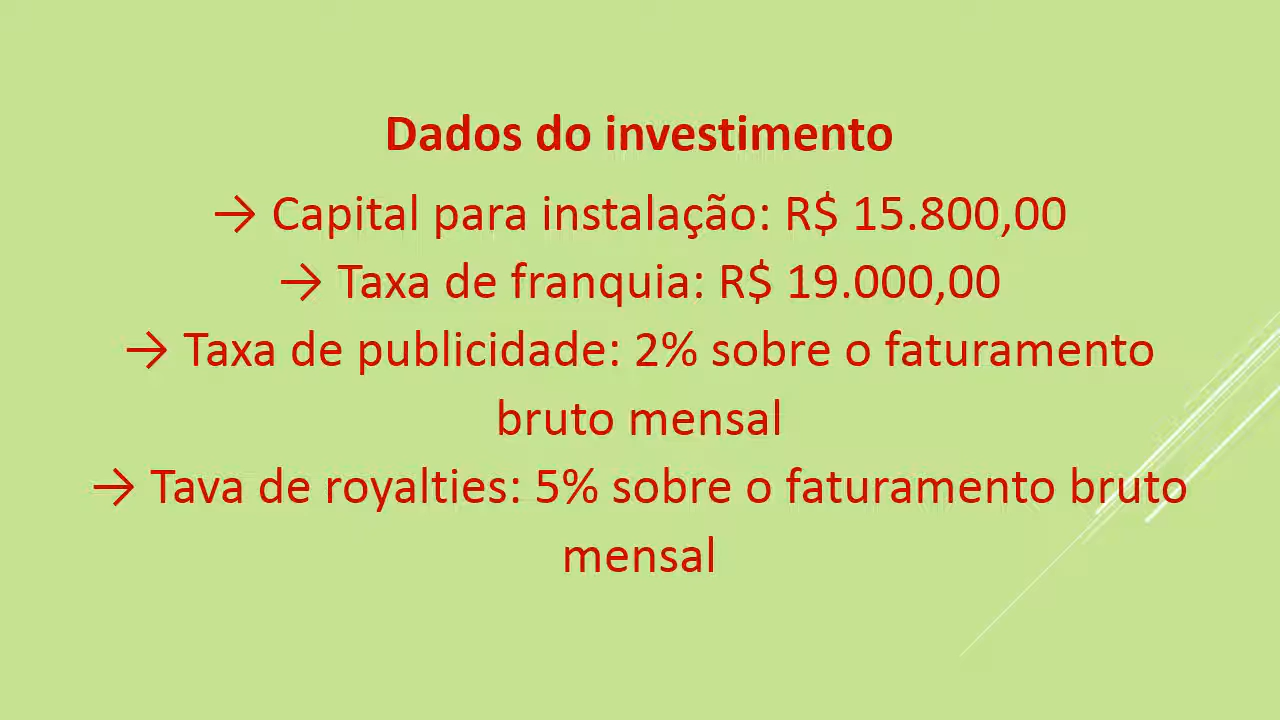 Dados do investimento
→ Capital para instalação: R$ 15.800,00
→ Taxa de franquia: R$ 19.000,00
→ Taxa de publicidade: 2% sobre o faturamento
bruto mensal
→ Tava de royalties: 5% sobre o faturamento bruto
mensal